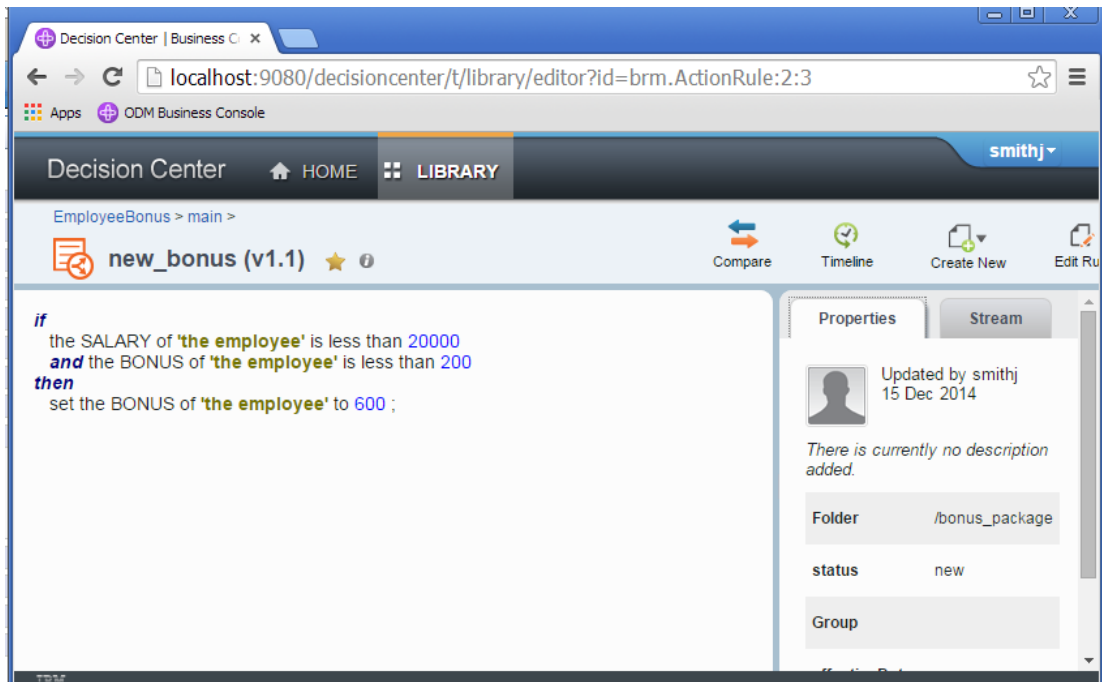 Decision Center | Business C
localhost:9080/decisioncenter/t/library/editor?id=brm.ActionRule:2:3
Apps ODM Business Console
Decision Center HOME LIBRARY smithj
EmployeeBonus > main >
new_bonus (v1.1)
Compare Timeline Create New Edit Ru
if
the SALARY of 'the employee' is less than 20000
and the BONUS of 'the employee' is less than 200
then
set the BONUS of 'the employee' to 600 ;
Properties Stream
Updated by smithj
15 Dec 2014
There is currently no description
added.
Folder /bonus_package
status new
Group
IBM